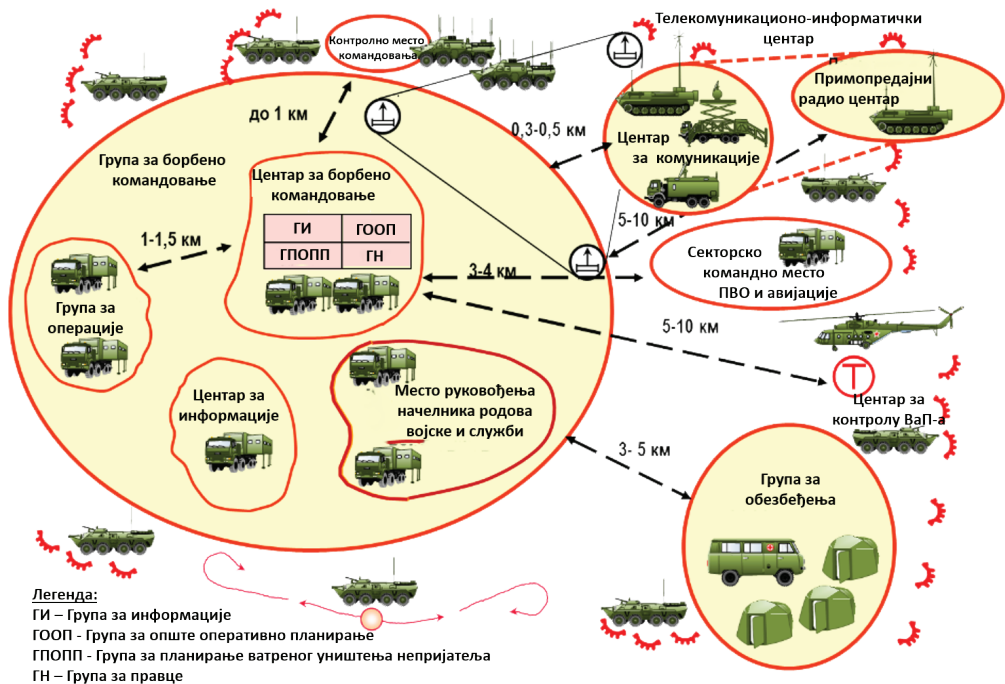 Телекомуникационо-информатички
центар
Контролно место
командовања
Примопредајни
радио центар
до 1 км
0,3-0,5 км
Центар
за комуникације
Група за борбено
командовање
Центар за борбено
командовање
ГИ
ГООП
ГПОПП
ГН
5-10 км
1-1,5 км
3-4 км
Секторско
командно место
ПВО и авијације
Група за
операције
5-10 км
Центар за
информације
Место руковођења
начелника родова
војске и служби
Центар за
контролу ВаП-а
3- 5 км
Група за
обезбеђења
Легенда:
ГИ – Група за информације
ГООП - Група за опште оперативно планирање
ГПОПП - Група за планирање ватреног уништења непријатеља
ГН – Група за правце